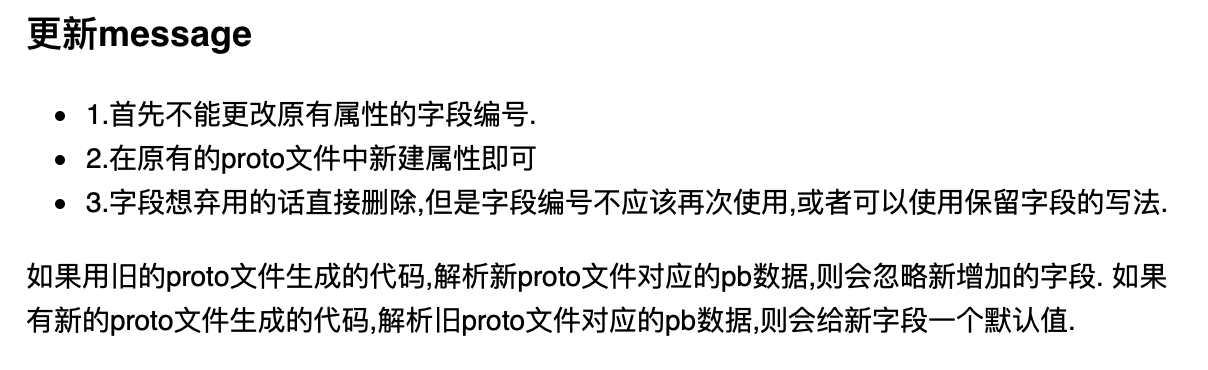 更新message
• 1.首先不能更改原有属性的字段编号.
• 2.在原有的proto文件中新建属性即可
• 3.字段想弃用的话直接删除,但是字段编号不应该再次使用,或者可以使用保留字段的写法.
如果用旧的proto文件生成的代码,解析新proto文件对应的pb数据,则会忽略新增加的字段. 如果
有新的proto文件生成的代码,解析旧proto文件对应的pb数据,则会给新字段一个默认值.